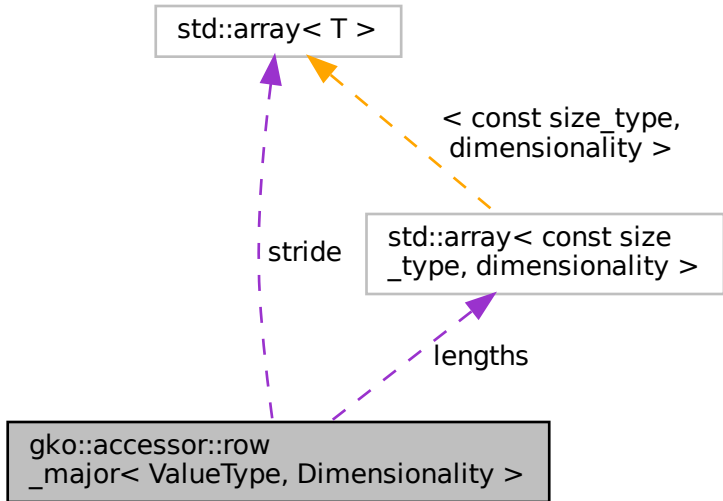 std::array< T >
< const size_type,
dimensionality >
std::array< const size
_type, dimensionality >
stride
lengths
gko::accessor::row
_major< ValueType, Dimensionality >